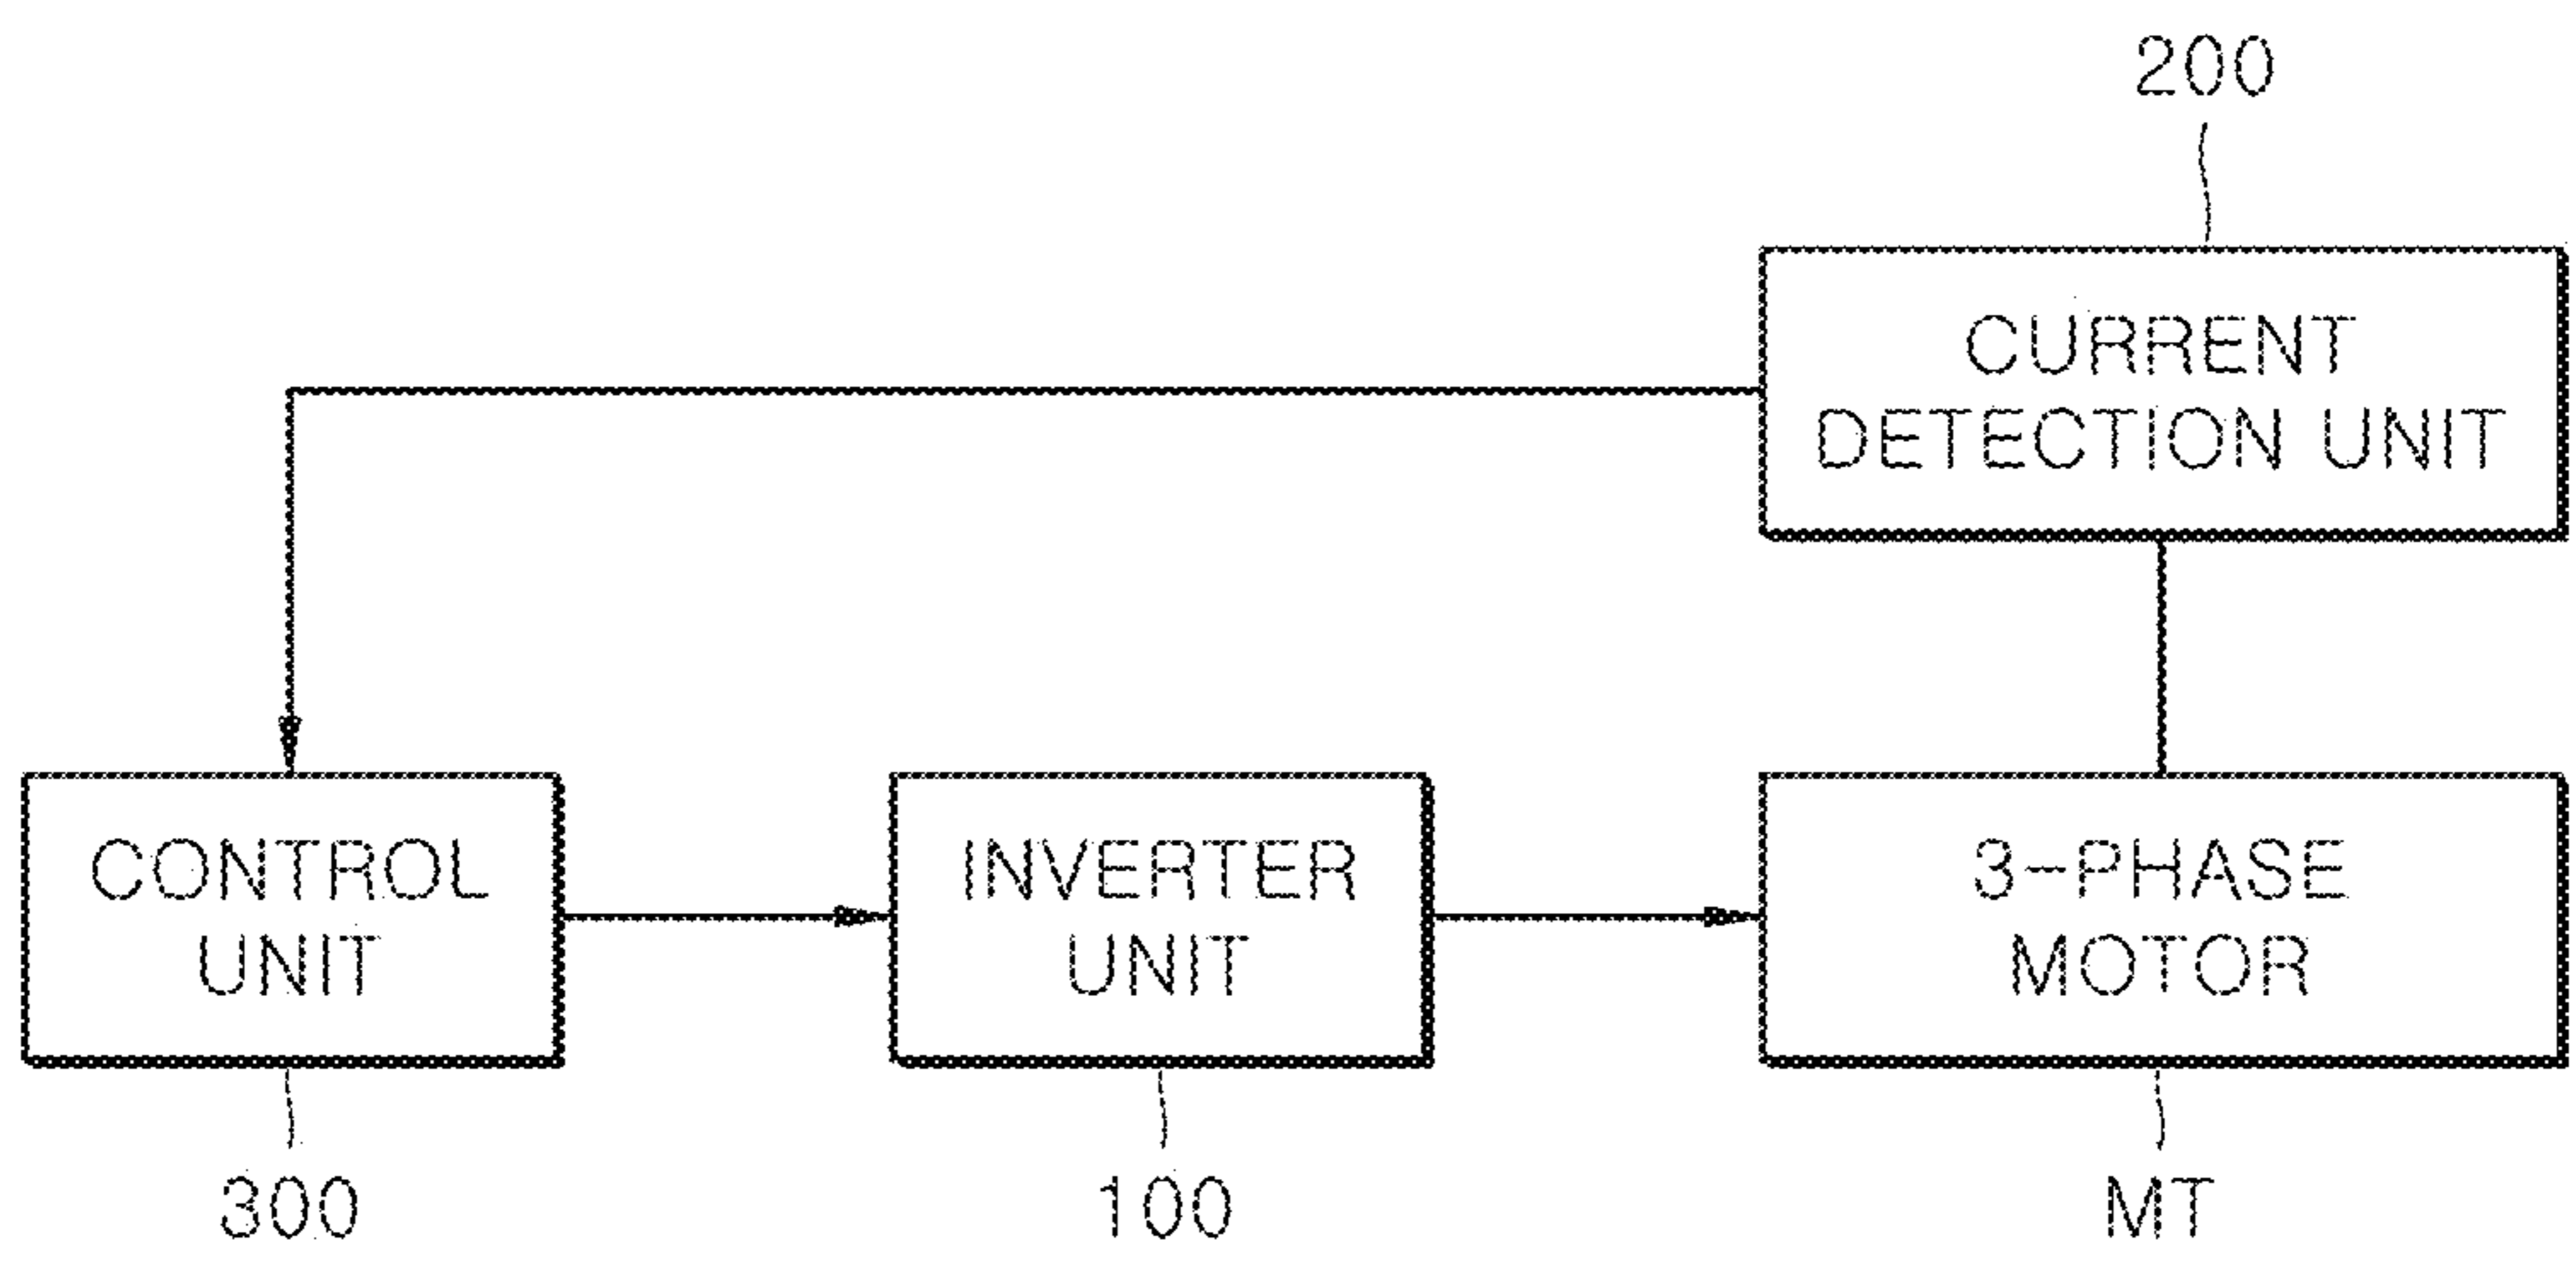 200
CURRENT
DETECTION UNIT
CONTROL
UNIT
INVERTER
UNIT
3-PHASE
MOTOR
300
100
MT